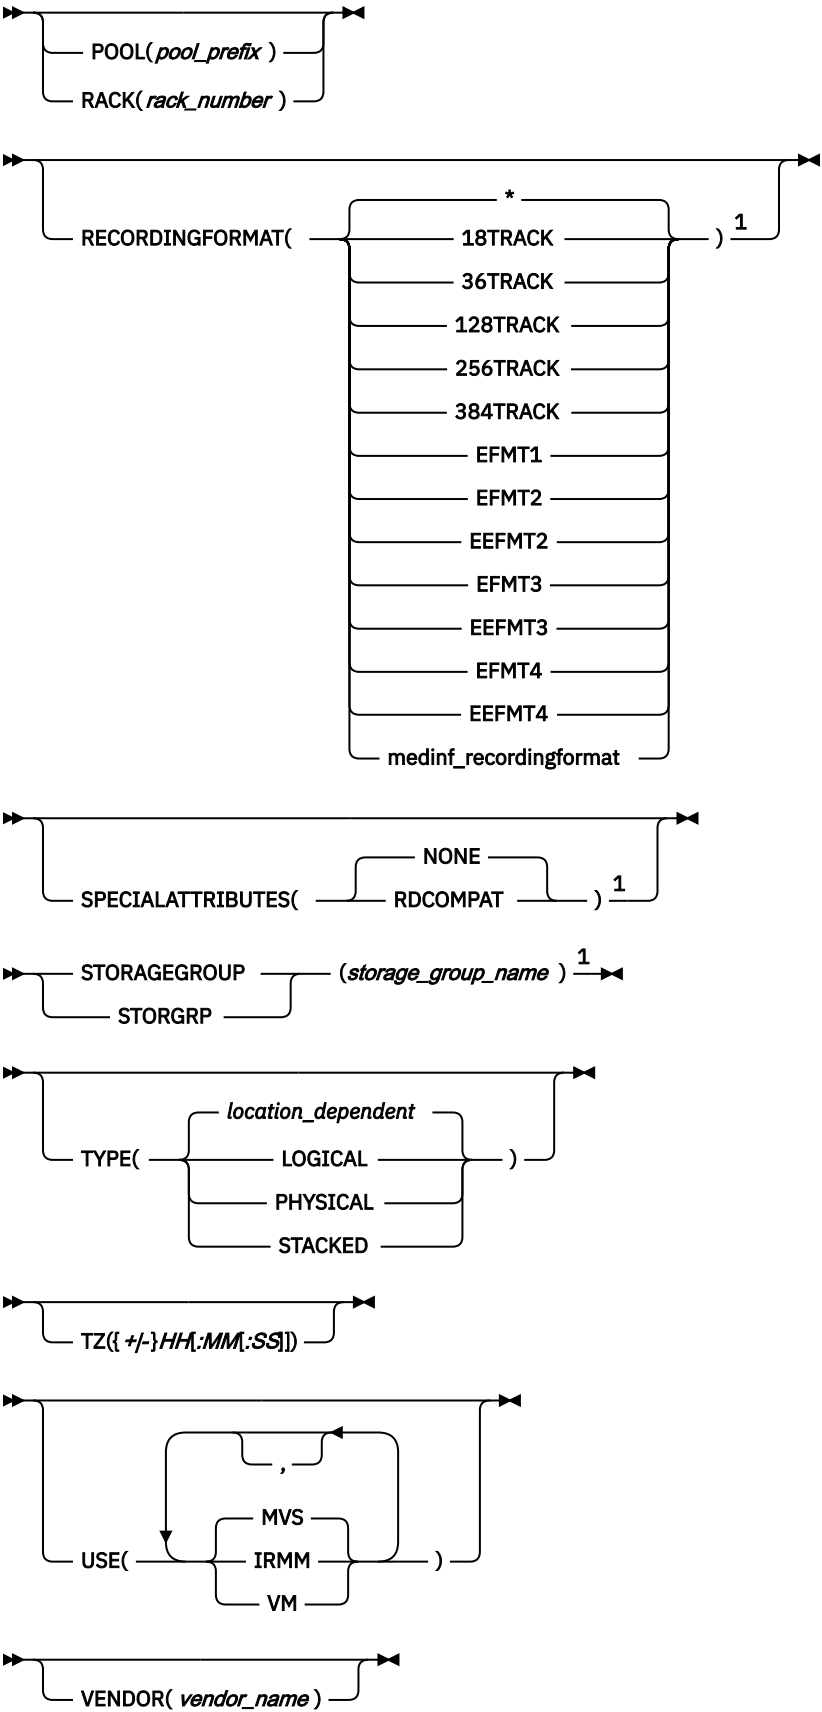 POOL( pool_prefix )
RACK( rack_number )
*
RECORDINGFORMAT( 18TRACK ) 1
36TRACK
128TRACK
256TRACK
384TRACK
EFMT1
EFMT2
EEFMT2
EFMT3
EEFMT3
EFMT4
EEFMT4
medinf_recordingformat
NONE
SPECIALATTRIBUTES( RDCOMPAT ) 1
STORAGEGROUP (storage_group_name ) 1
STORGRP
location_dependent
TYPE( LOGICAL )
PHYSICAL
STACKED
TZ({ +/-}HH[:MM[:SS]])
,
MVS
USE( IRMM )
VM
VENDOR( vendor_name )